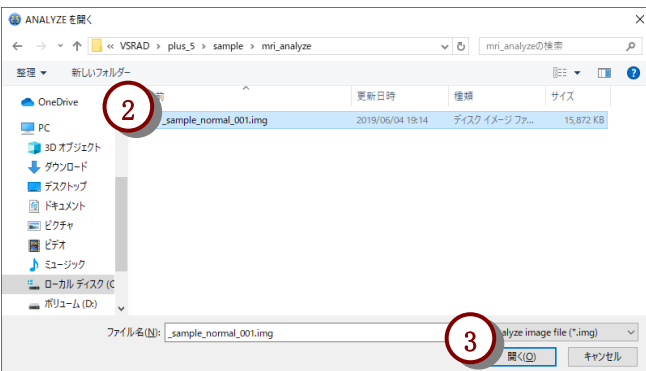 ANALYZE を開く
« VSRAD › plus_5 › sample › mri_analyze
mri_analyzeの検索
整理 新しいフォルダー
前 更新日時 種類 サイズ
_sample_normal_001.img 2019/06/04 19:14 ディスク イメージ ファ... 15,872 KB
②
OneDrive
PC
3D オブジェクト
ダウンロード
デスクトップ
ドキュメント
ピクチャ
ビデオ
ミュージック
ローカル ディスク (C
ボリューム (D:)
ファイル名(N): _sample_normal_001.img
alyze image file (*.img)
③
開く(O) キャンセル